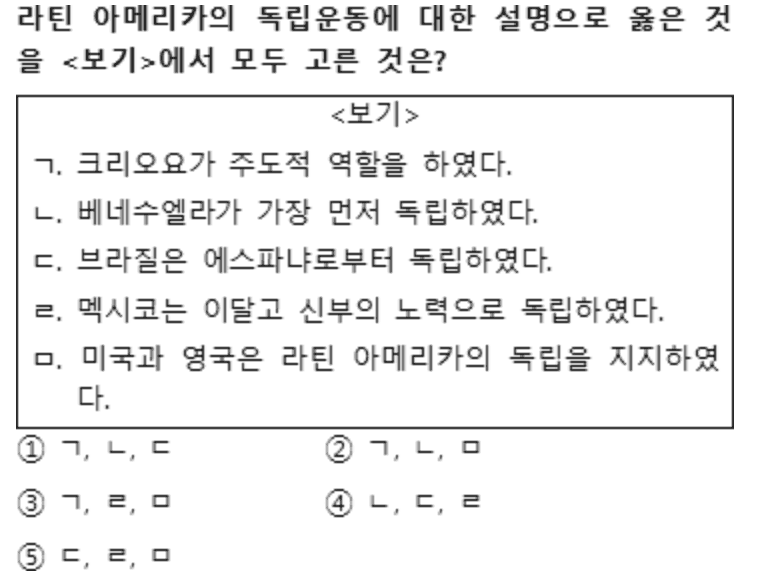 라틴 아메리카의 독립운동에 대한 설명으로 옳은 것
을 <보기>에서 모두 고른 것은?
<보기>
ㄱ. 크리오요가 주도적 역할을 하였다.
ㄴ. 베네수엘라가 가장 먼저 독립하였다.
ㄷ. 브라질은 에스파냐로부터 독립하였다.
ㄹ. 멕시코는 이달고 신부의 노력으로 독립하였다.
ㅁ. 미국과 영국은 라틴 아메리카의 독립을 지지하였
다.
① ㄱ, ㄴ, ㄷ ② ㄱ, ㄴ, ㅁ
③ ㄱ, ㄹ, ㅁ ④ ㄴ, ㄷ, ㄹ
⑤ ㄷ, ㄹ, ㅁ